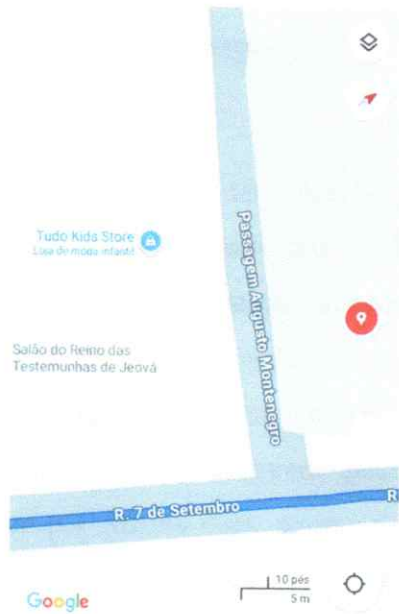 Tudo Kids Store
Loja de moda infantil
Passagem Augusto Montenegro
Salão do Reino das
Testemunhas de Jeová
R. 7 de Setembro
R
10 pés
5 m
Google